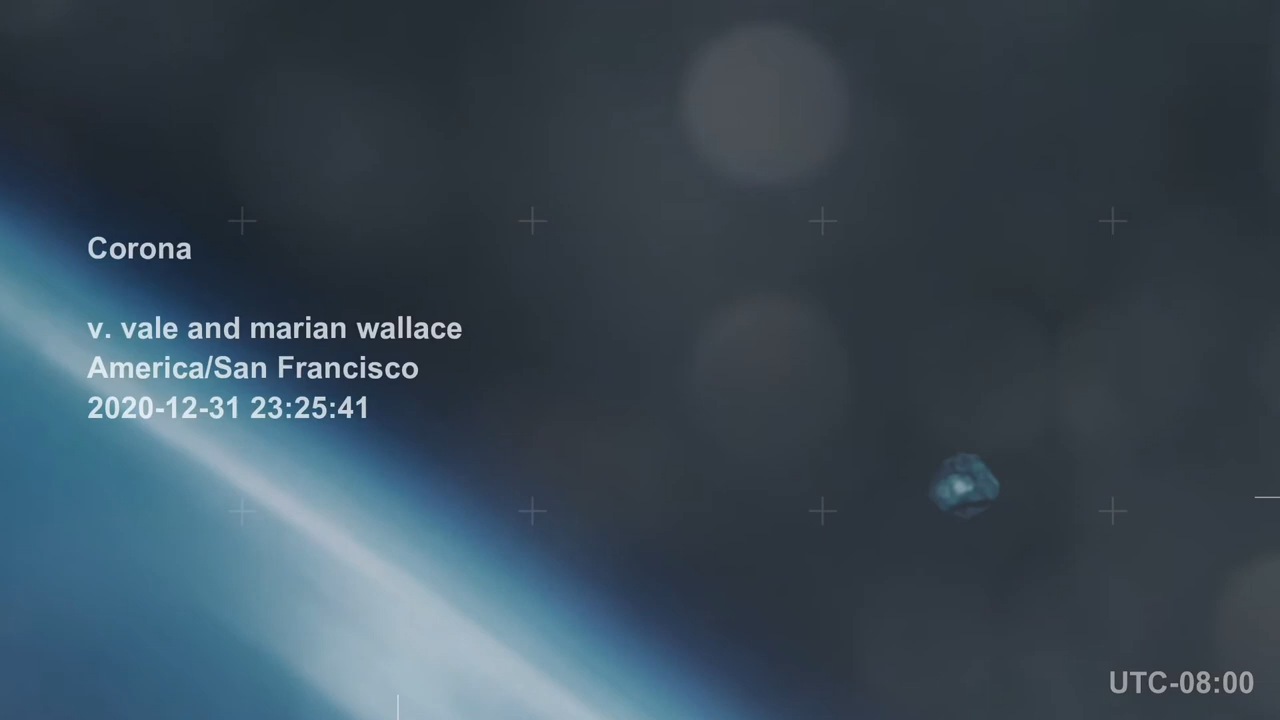 Corona
v. vale and marian wallace
America/San Francisco
2020-12-31 23:25:41
UTC-08:00